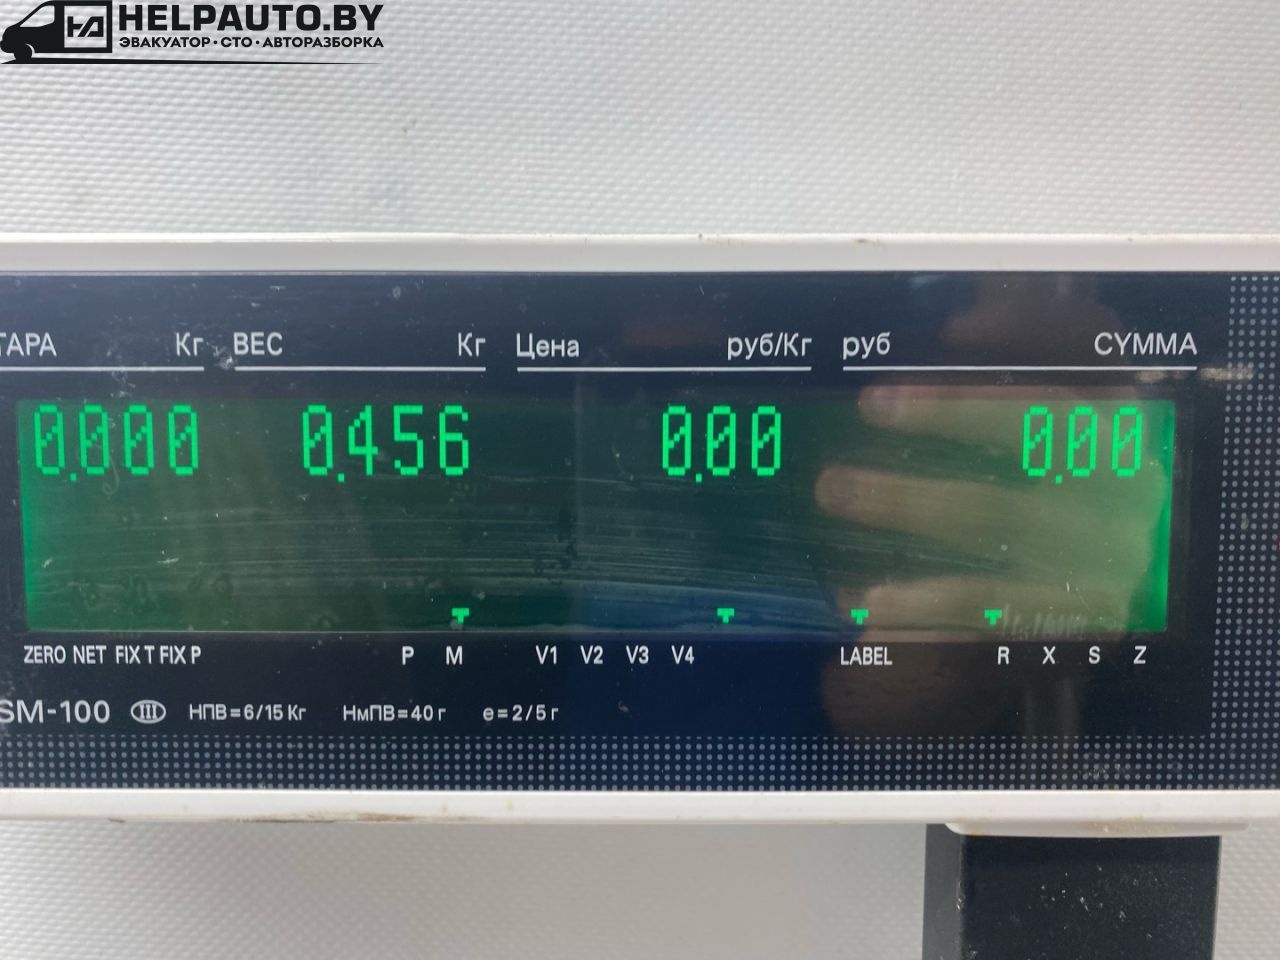 HELPAUTO.BY
ЭВАКУАТОР·СТО·АВТОРАЗБОРКА
ТАРА Кг ВЕС Кг Цена руб/Кг руб СУММА
0.000 0.456 0.00 0.00
ZERO NET FIX T FIX P P M V1 V2 V3 V4 LABEL R X S Z
SM-100 III НПВ=6/15 Кг НмПВ=40 г e=2/5 г